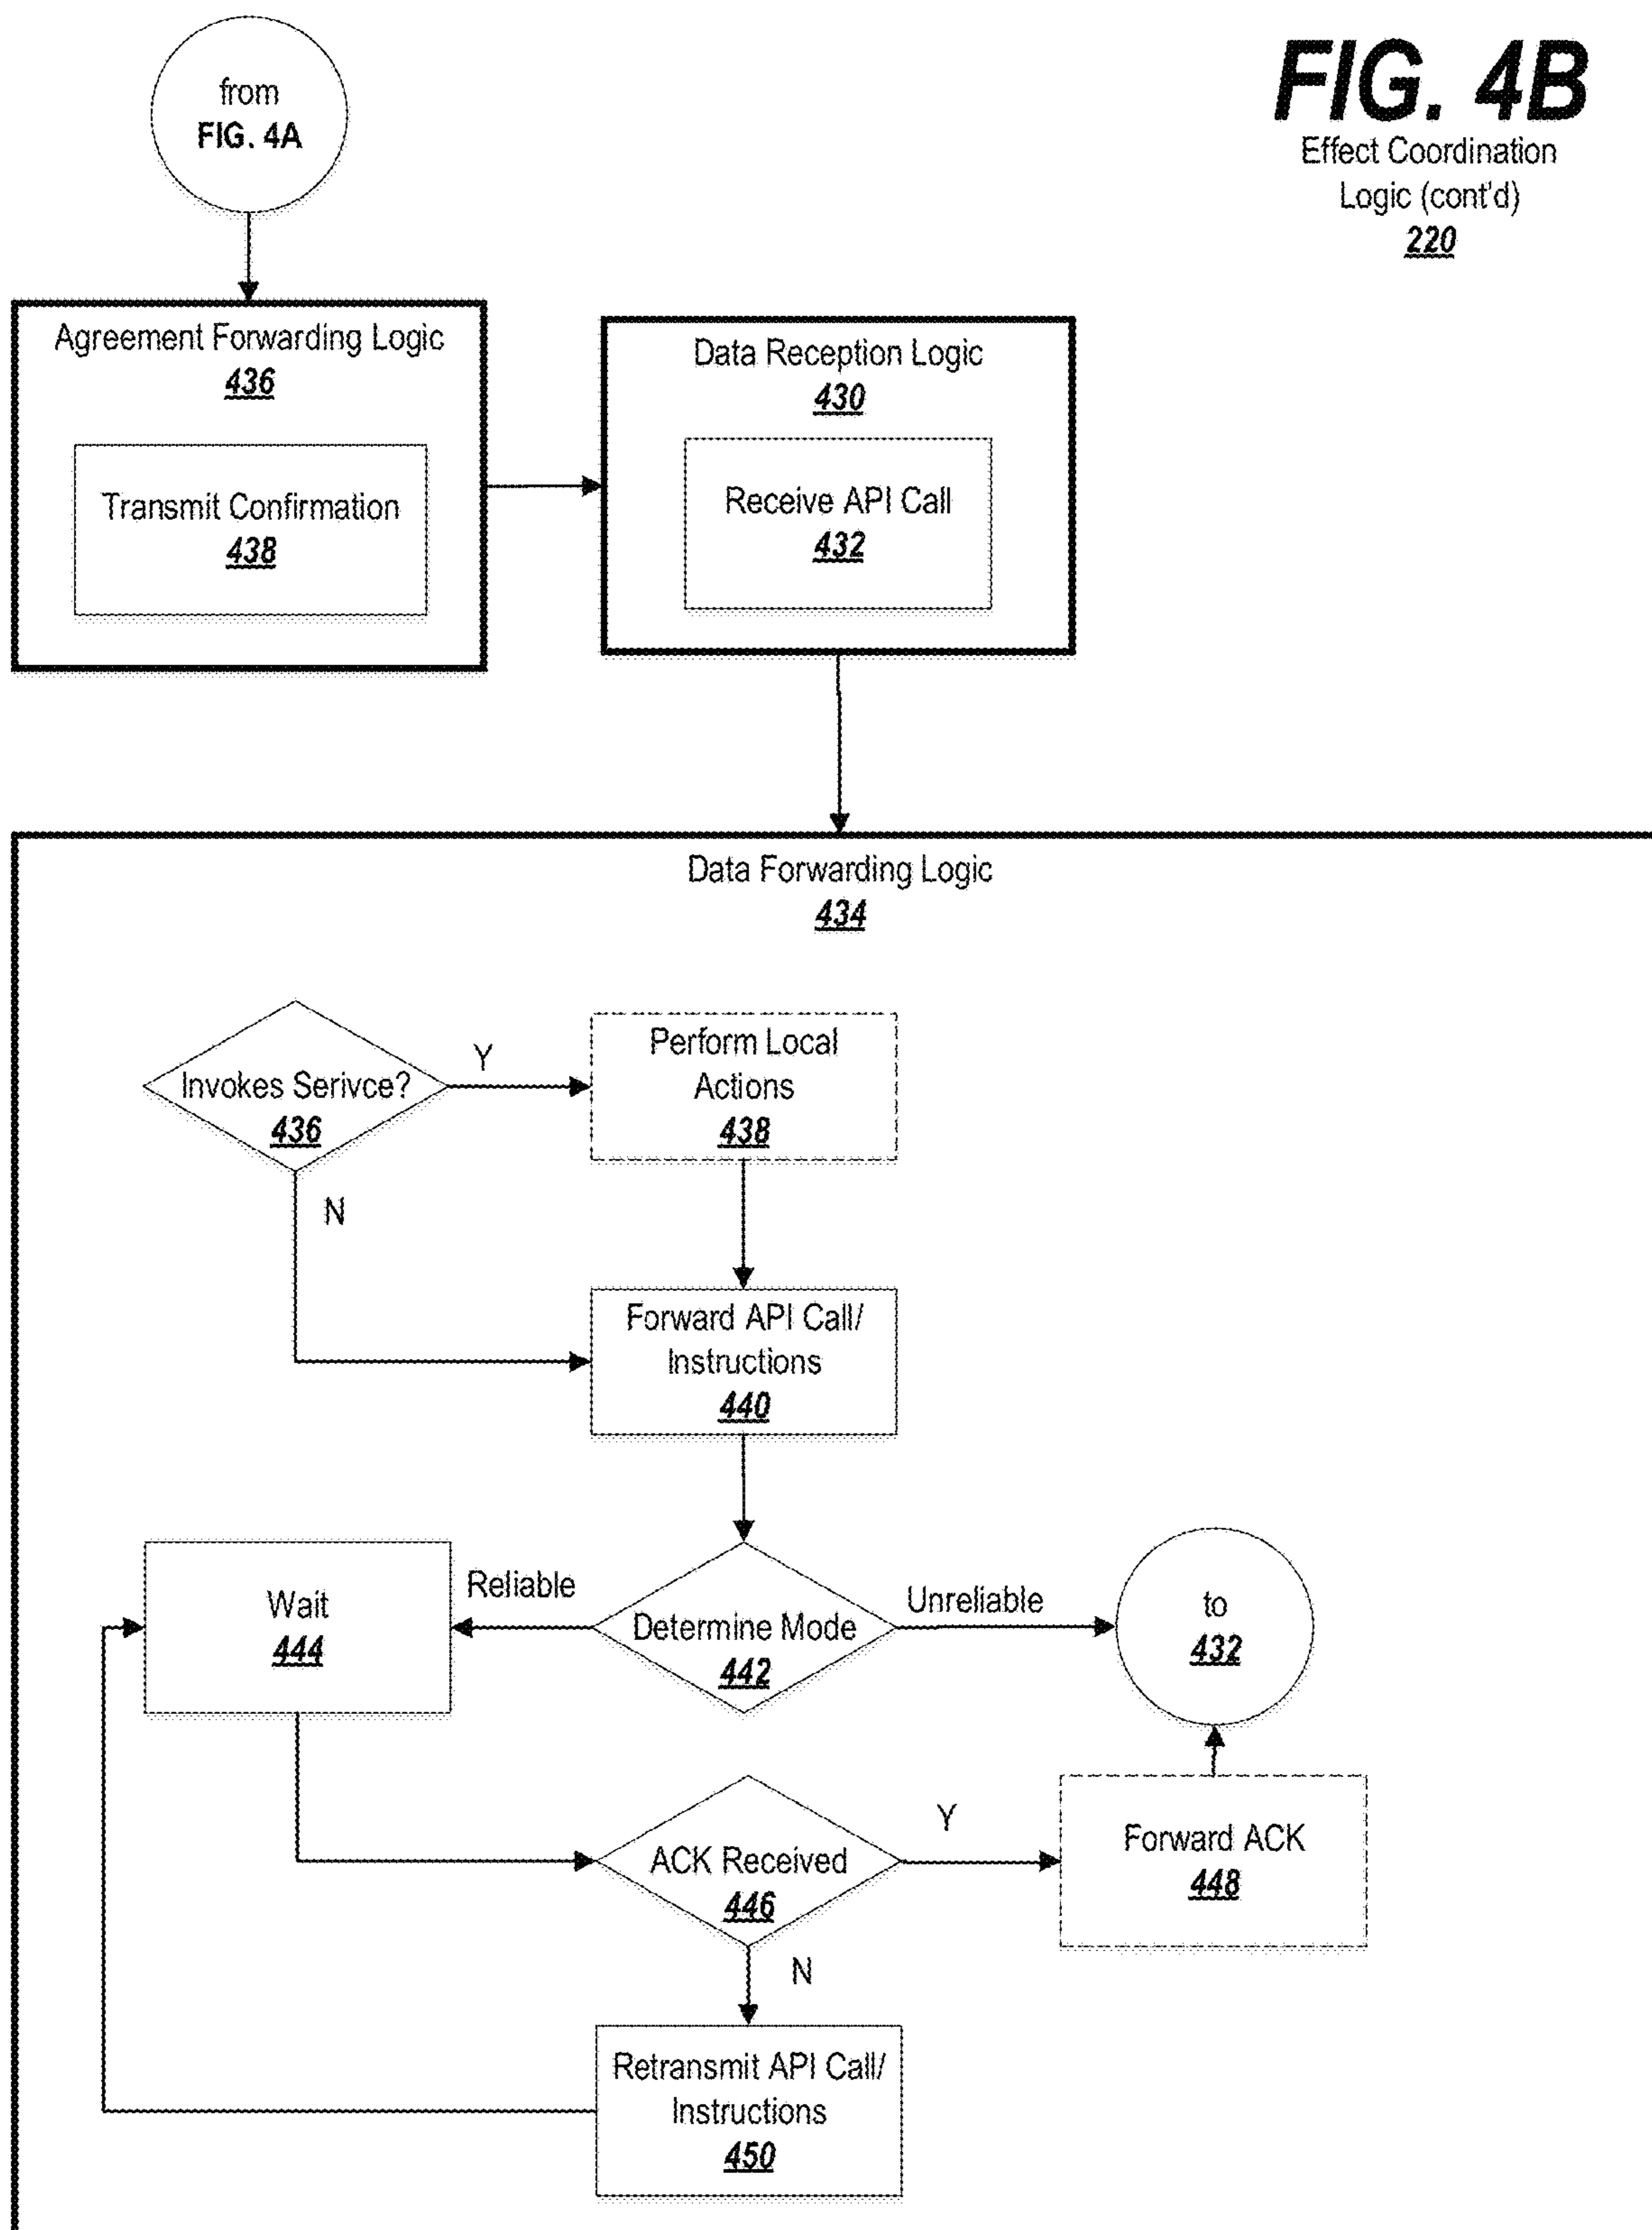 from
FIG. 4A
FIG. 4B
Effect Coordination
Logic (cont'd)
220
Agreement Forwarding Logic
436
Transmit Confirmation
438
Data Reception Logic
430
Receive API Call
432
Data Forwarding Logic
434
Invokes Serivce?
436
Y
N
Perform Local
Actions
438
Forward API Call/
Instructions
440
Determine Mode
442
Reliable
Unreliable
Wait
444
to
432
ACK Received
446
Y
N
Forward ACK
448
Retransmit API Call/
Instructions
450